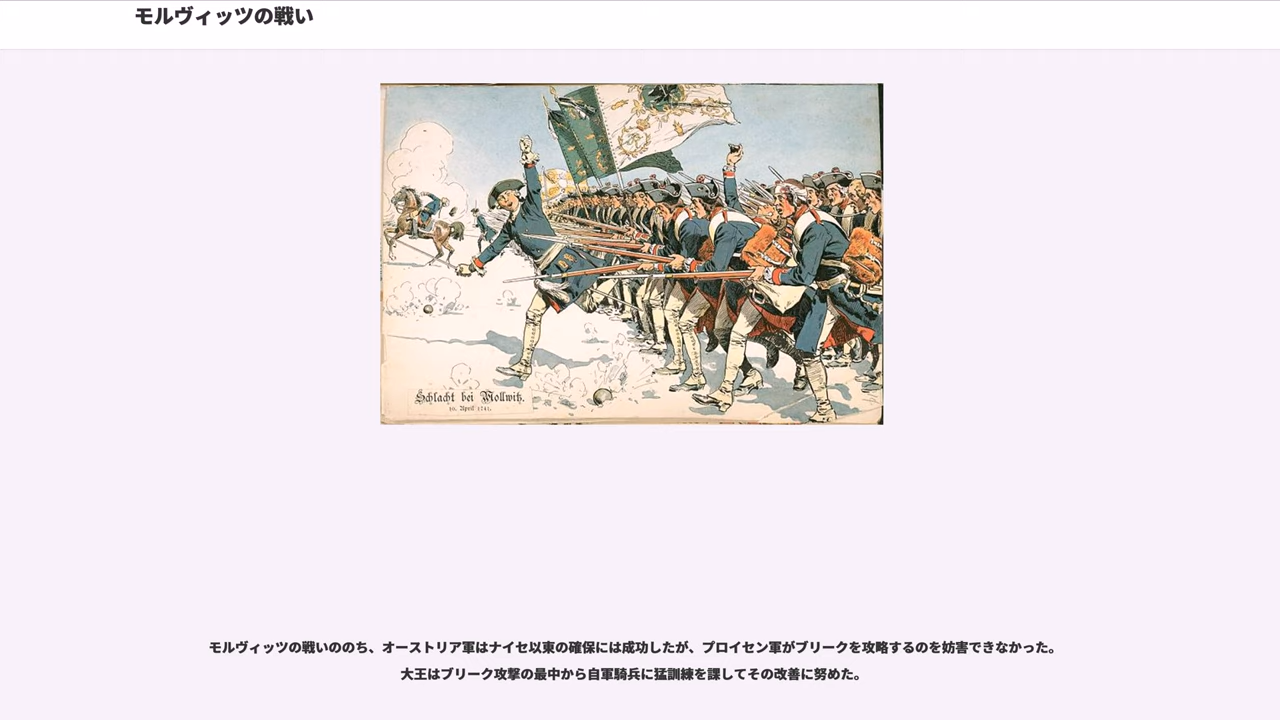 モルヴィッツの戦い
Schlacht bei Mollwitz.
10. April 1741.
モルヴィッツの戦いののち、オーストリア軍はナイセ以東の確保には成功したが、プロイセン軍がブリークを攻略するのを妨害できなかった。
大王はブリーク攻撃の最中から自軍騎兵に猛訓練を課してその改善に努めた。